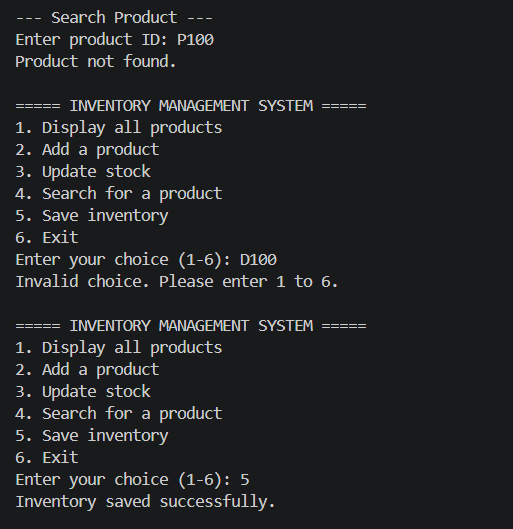 --- Search Product ---
Enter product ID: P100
Product not found.
===== INVENTORY MANAGEMENT SYSTEM =====
1. Display all products
2. Add a product
3. Update stock
4. Search for a product
5. Save inventory
6. Exit
Enter your choice (1-6): D100
Invalid choice. Please enter 1 to 6.
===== INVENTORY MANAGEMENT SYSTEM =====
1. Display all products
2. Add a product
3. Update stock
4. Search for a product
5. Save inventory
6. Exit
Enter your choice (1-6): 5
Inventory saved successfully.